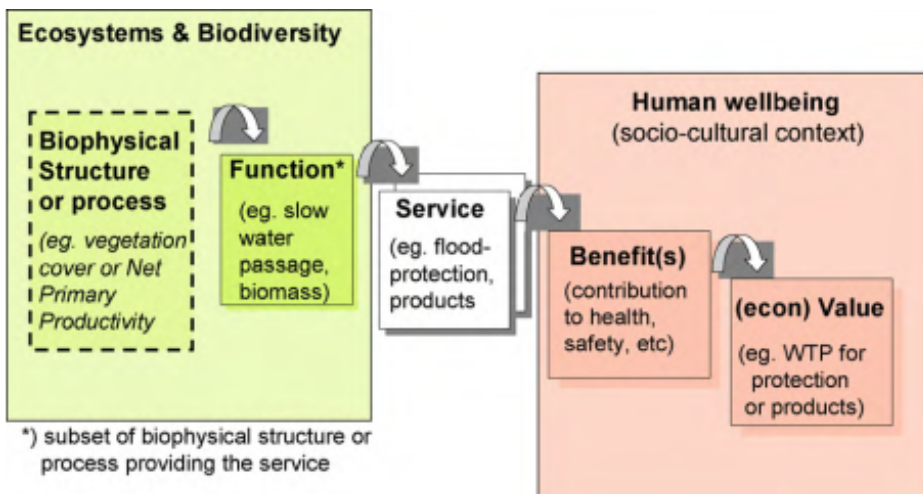 Ecosystems & Biodiversity
Biophysical
Structure
or process
(eg. vegetation
cover or Net
Primary
Productivity
Function*
(eg. slow
water
passage,
biomass)
Service
(eg. flood-
protection,
products
Human wellbeing
(socio-cultural context)
Benefit(s)
(contribution
to health,
safety, etc)
(econ) Value
(eg. WTP for
protection
or products)
*) subset of biophysical structure or
process providing the service